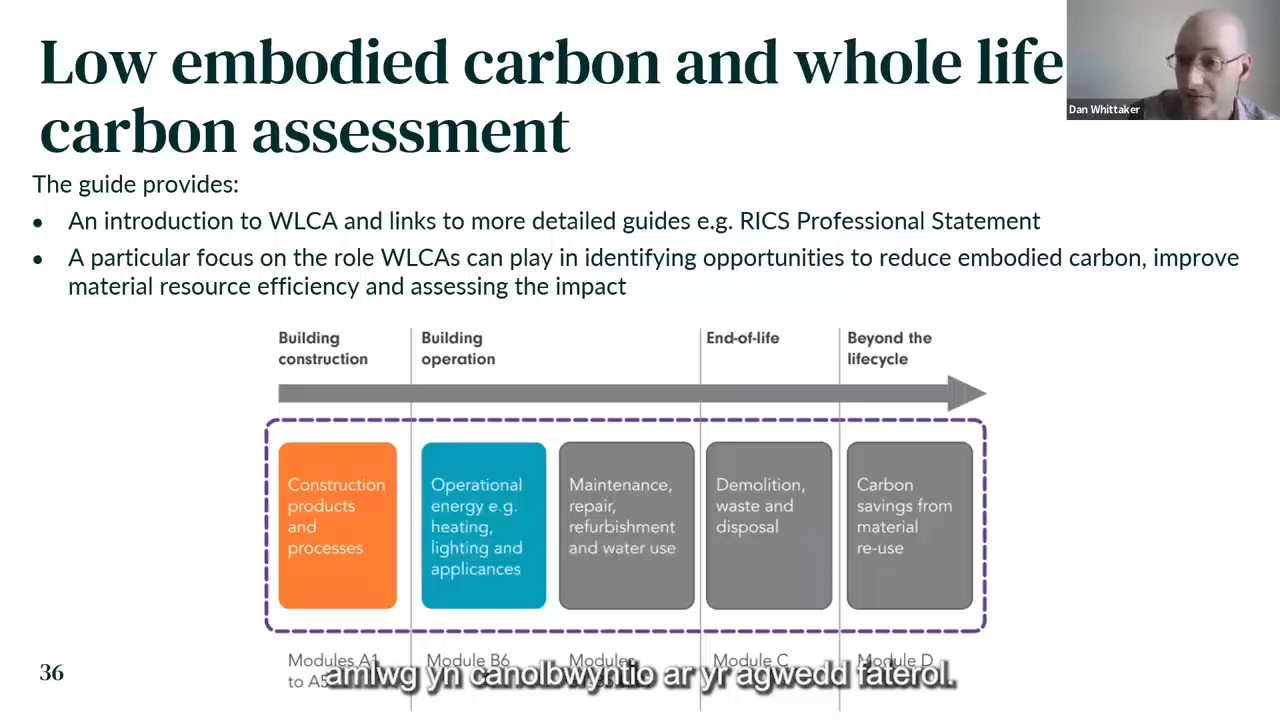 Low embodied carbon and whole life
carbon assessment
Dan Whittaker
The guide provides:
• An introduction to WLCA and links to more detailed guides e.g. RICS Professional Statement
• A particular focus on the role WLCAs can play in identifying opportunities to reduce embodied carbon, improve
material resource efficiency and assessing the impact
Building
construction
Building
operation
End-of-life
Beyond the
lifecycle
Construction
products
and
processes
Operational
energy e.g.
heating,
lighting and
applicances
Maintenance,
repair,
refurbishment
and water use
Demolition,
waste and
disposal
Carbon
savings from
material
re-use
Modules A1
to A5
Module B6
Modules
Module C
Module D
36
amlwg yn canolbwyntio ar yr agwedd faterol.